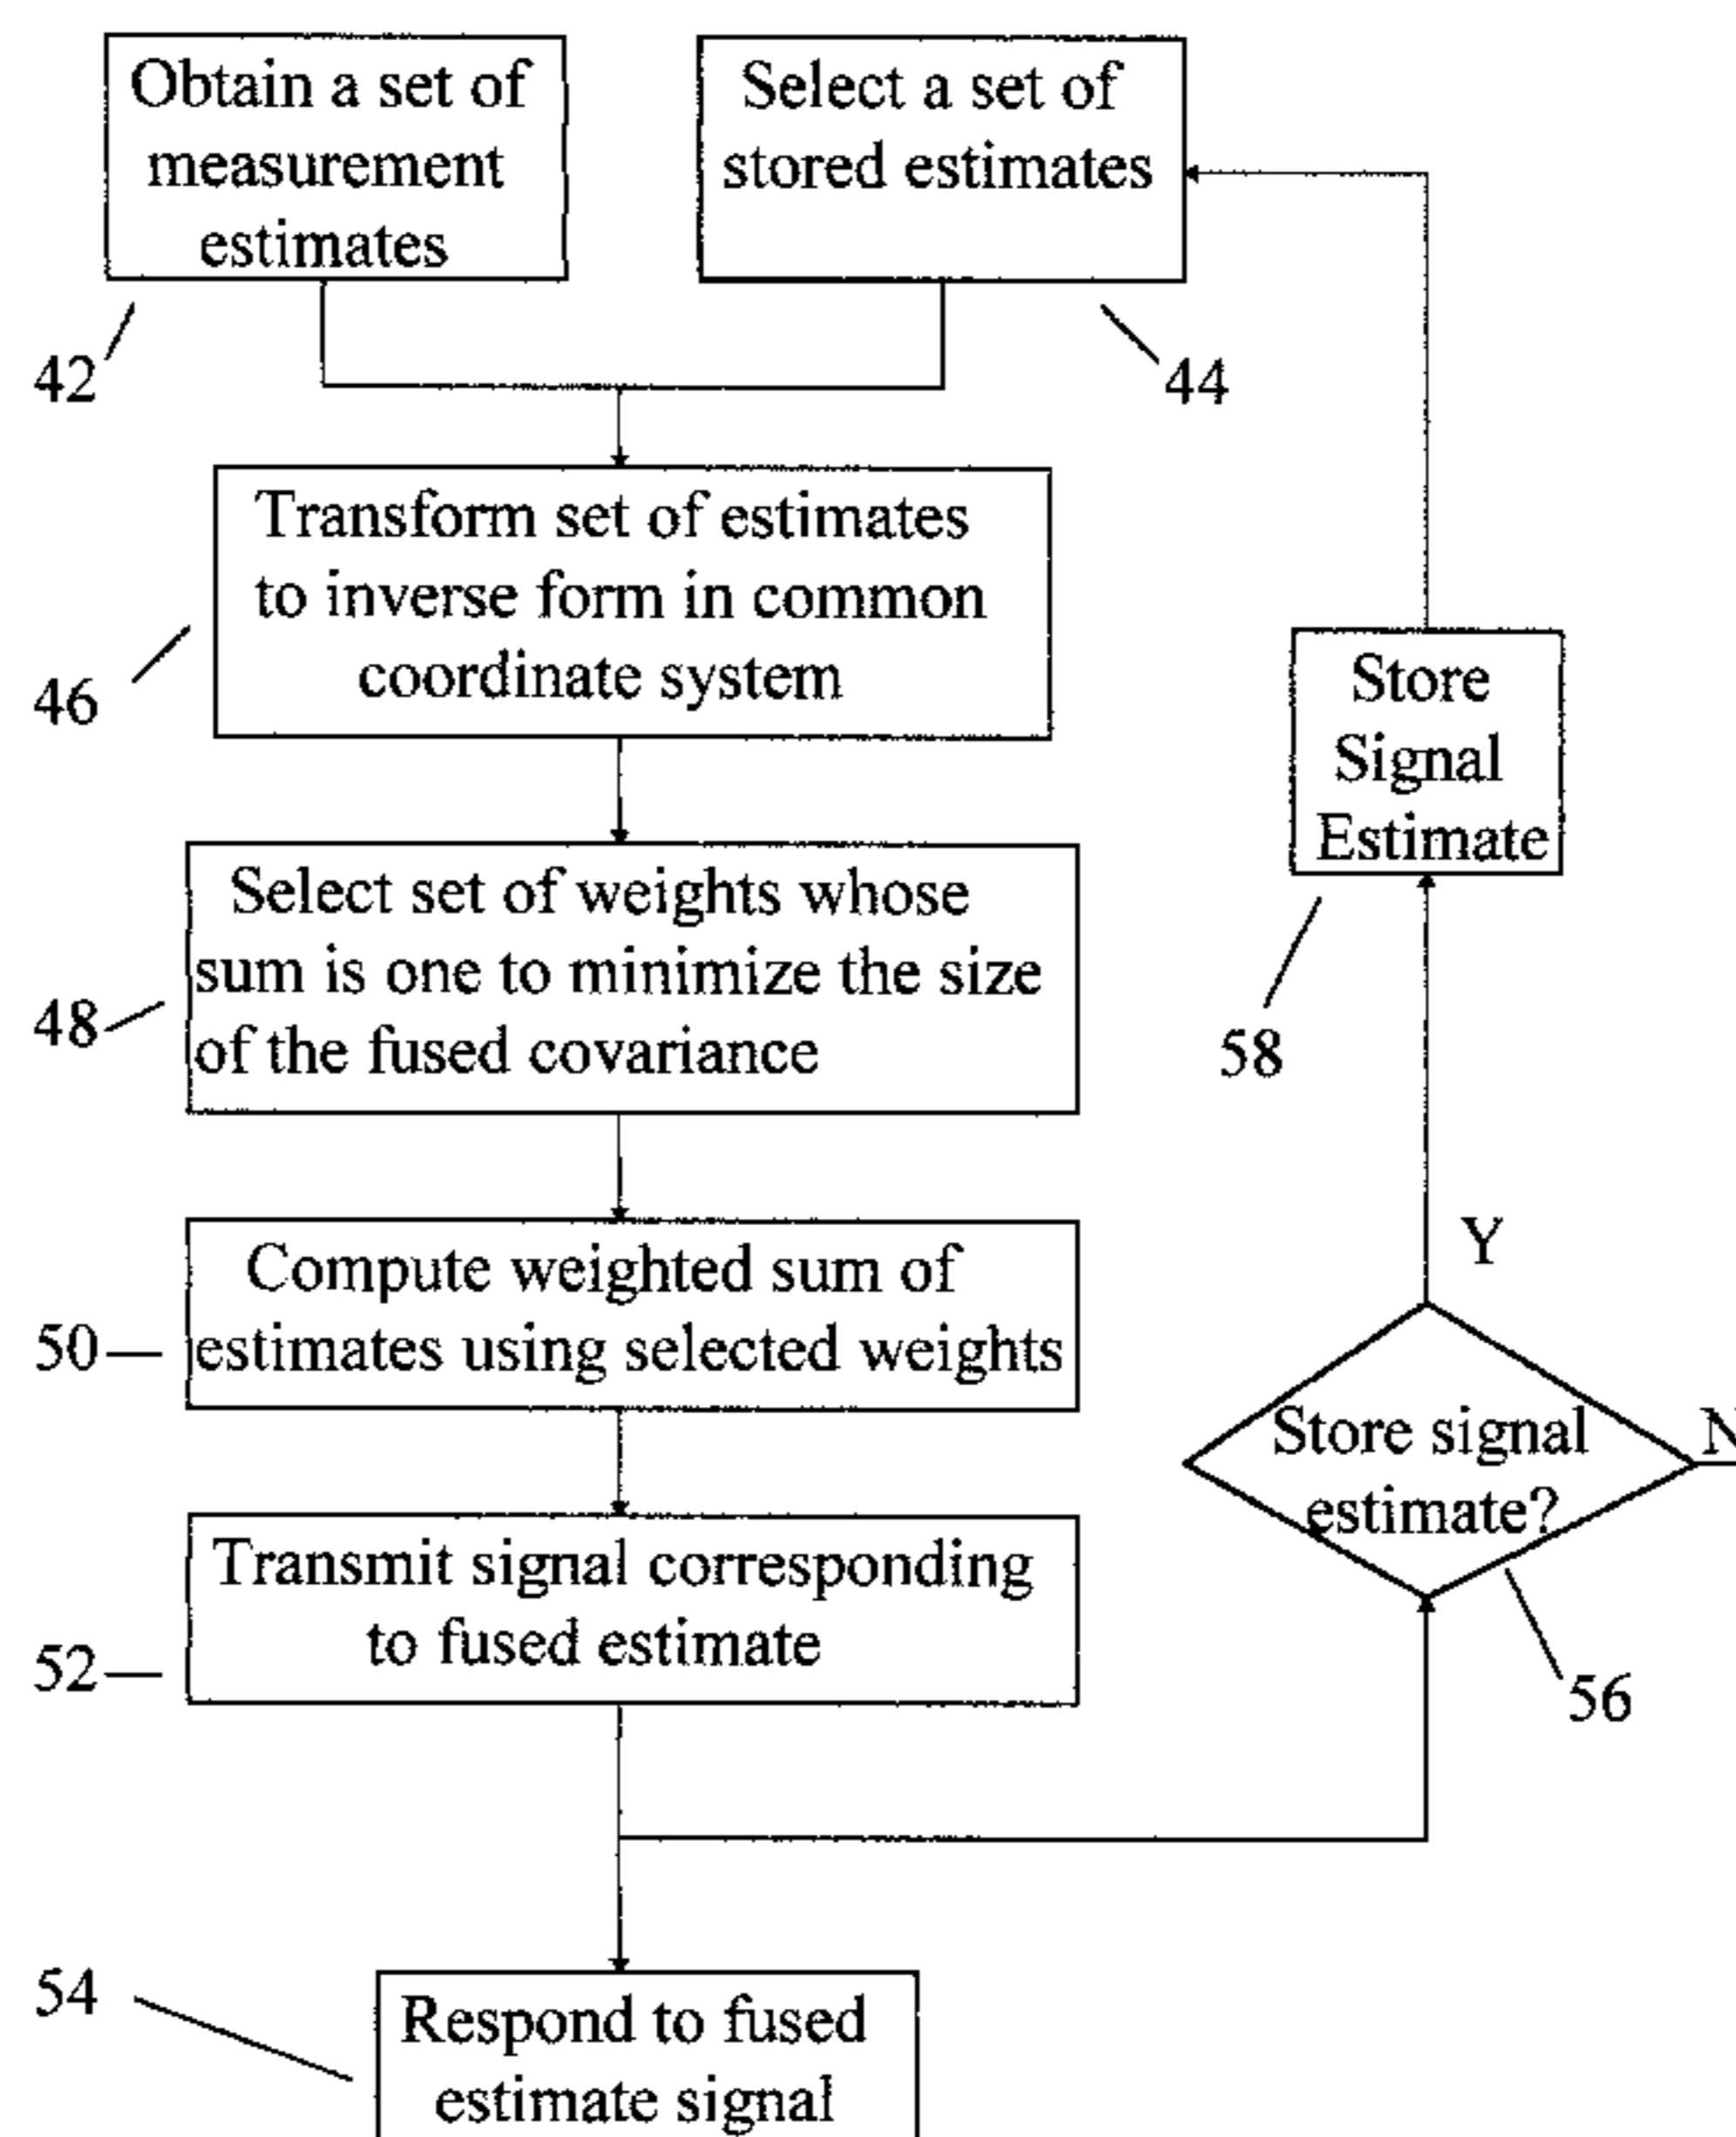 Obtain a set of
measurement
estimates
42
Select a set of
stored estimates
44
Transform set of estimates
to inverse form in common
coordinate system
46
Select set of weights whose
sum is one to minimize the size
of the fused covariance
48
Compute weighted sum of
estimates using selected weights
50
Transmit signal corresponding
to fused estimate
52
Respond to fused
estimate signal
54
Store signal
estimate?
56
Y
N
Store
Signal
Estimate
58